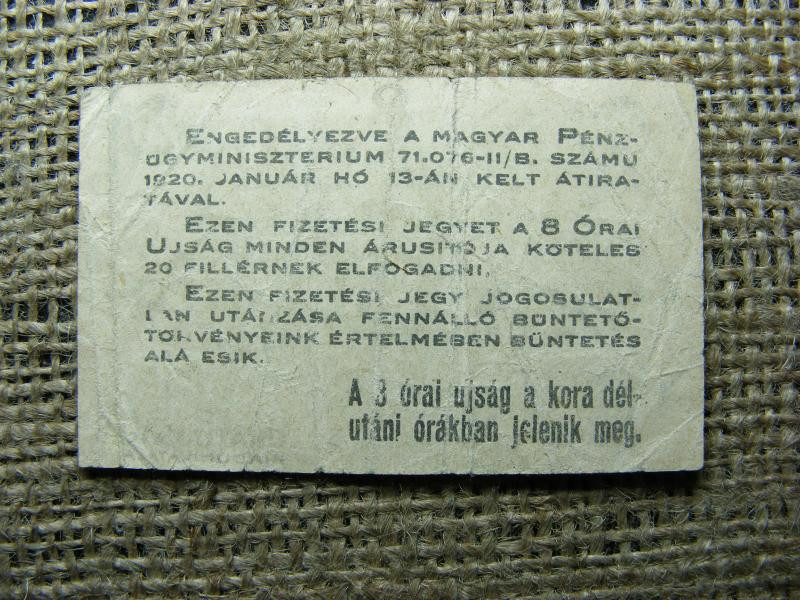 ENGEDÉLYEZVE A MAGYAR PÉNZ-
ÜGYMINISZTERIUM 71.076-II/B. SZÁMU
1920. JANUÁR HÓ 13-ÁN KELT ÁTIRA-
TÁVAL.
EZEN FIZETÉSI JEGYET A 8 ÓRAI
UJSÁG MINDEN ÁRUSITÓJA KÖTELES
20 FILLÉRNEK ELFOGADNI.
EZEN FIZETÉSI JEGY JOGOSULAT-
LAN UTÁNZÁSA FENNÁLLÓ BÜNTETŐ-
TÖRVÉNYEINK ÉRTELMÉBEN BÜNTETÉS
ALÁ ESIK.
A 8 órai ujság a kora dél-
utáni órákban jelenik meg.